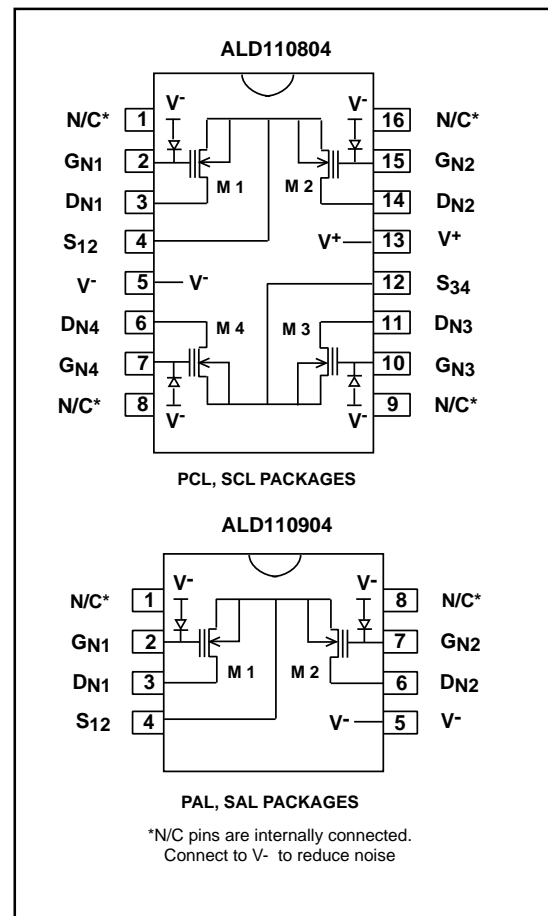 ALD110804
V- V-
N/C* 1 16 N/C*
GN1 2 15 GN2
M 1 M 2
DN1 3 14 DN2
S12 4 V+ 13 V+
V- 5 V- 12 S34
DN4 6 M 4 M 3 11 DN3
GN4 7 10 GN3
N/C* 8 V- V- 9 N/C*
PCL, SCL PACKAGES
ALD110904
V- V-
N/C* 1 8 N/C*
GN1 2 7 GN2
M 1 M 2
DN1 3 6 DN2
S12 4 V- 5 V-
PAL, SAL PACKAGES
*N/C pins are internally connected.
Connect to V- to reduce noise